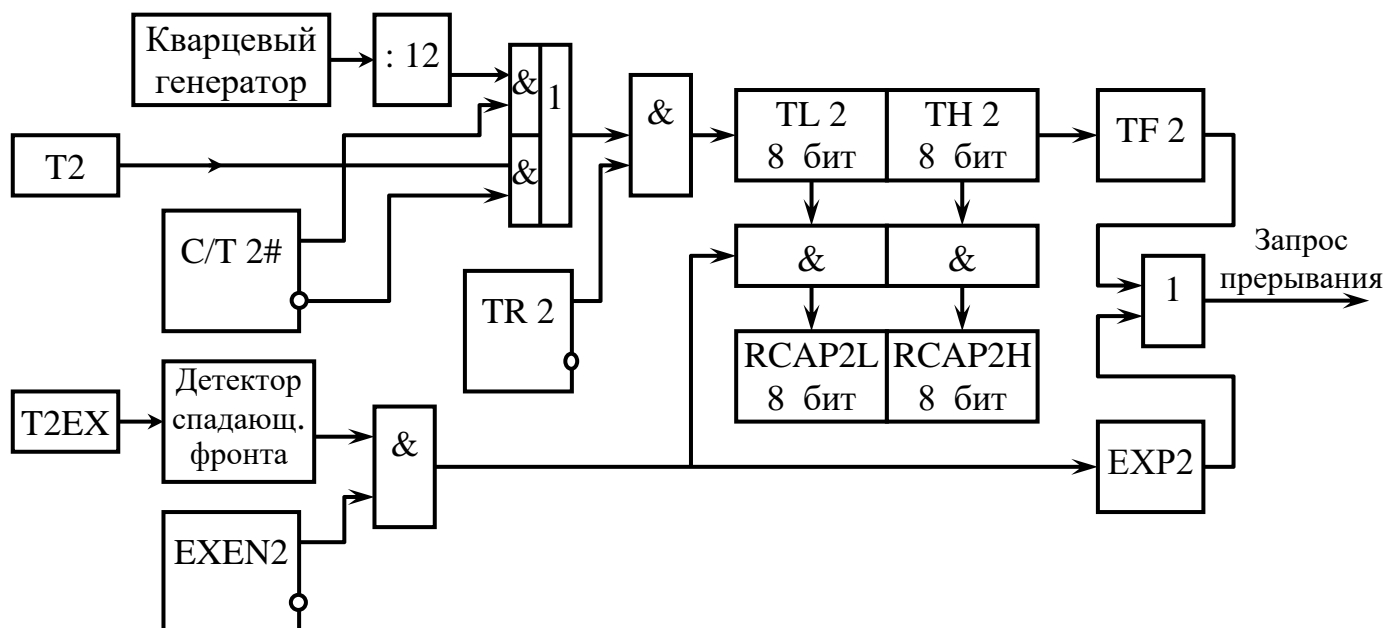 Кварцевый
генератор
: 12
&
1
&
&
T2
C/T 2#
TR 2
TL 2
8 бит
TH 2
8 бит
TF 2
&
&
RCAP2L
8 бит
RCAP2H
8 бит
1
Запрос
прерывания
T2EX
Детектор
спадающ.
фронта
&
EXEN2
EXP2